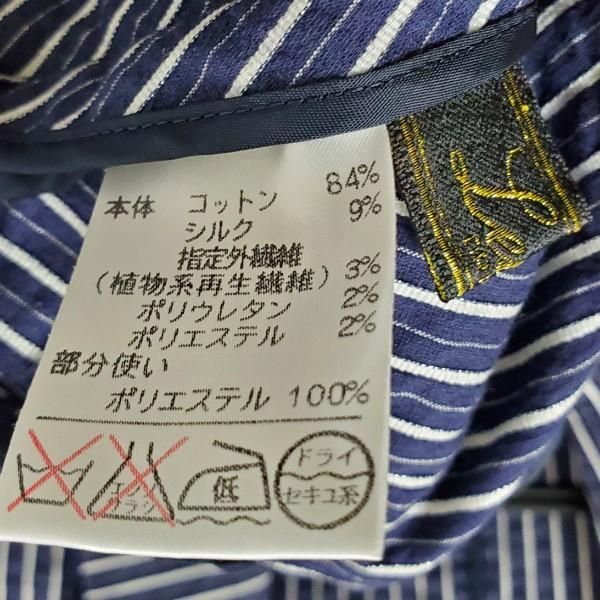 本体 コットン 84%
シルク 9%
指定外繊維
(植物系再生繊維) 3%
ポリウレタン 2%
ポリエステル 2%
部分使い
ポリエステル 100%
エンソ
サラシ
低
ドライ
セキユ系